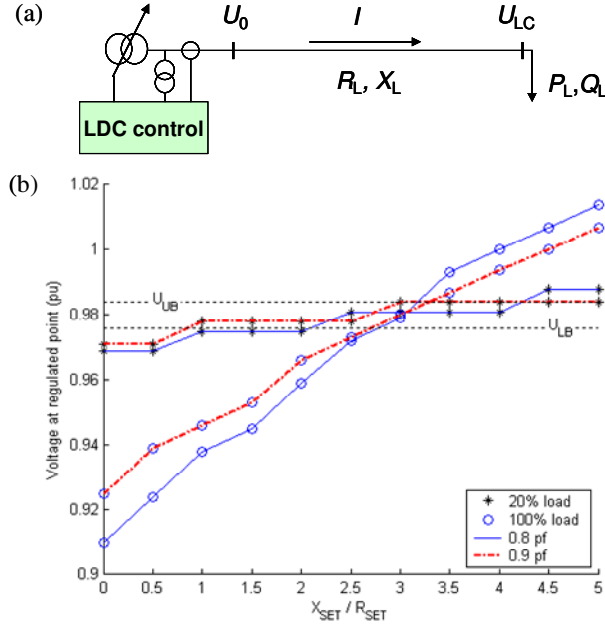 (a)
U0 I ULC
RL, XL
PL,QL
LDC control
(b)
1.02
1
0.98
0.96
0.94
0.92
0.9
Voltage at regulated point (pu)
UUB
ULB
20% load
100% load
0.8 pf
0.9 pf
0 0.5 1 1.5 2 2.5 3 3.5 4 4.5 5
XSET / RSET